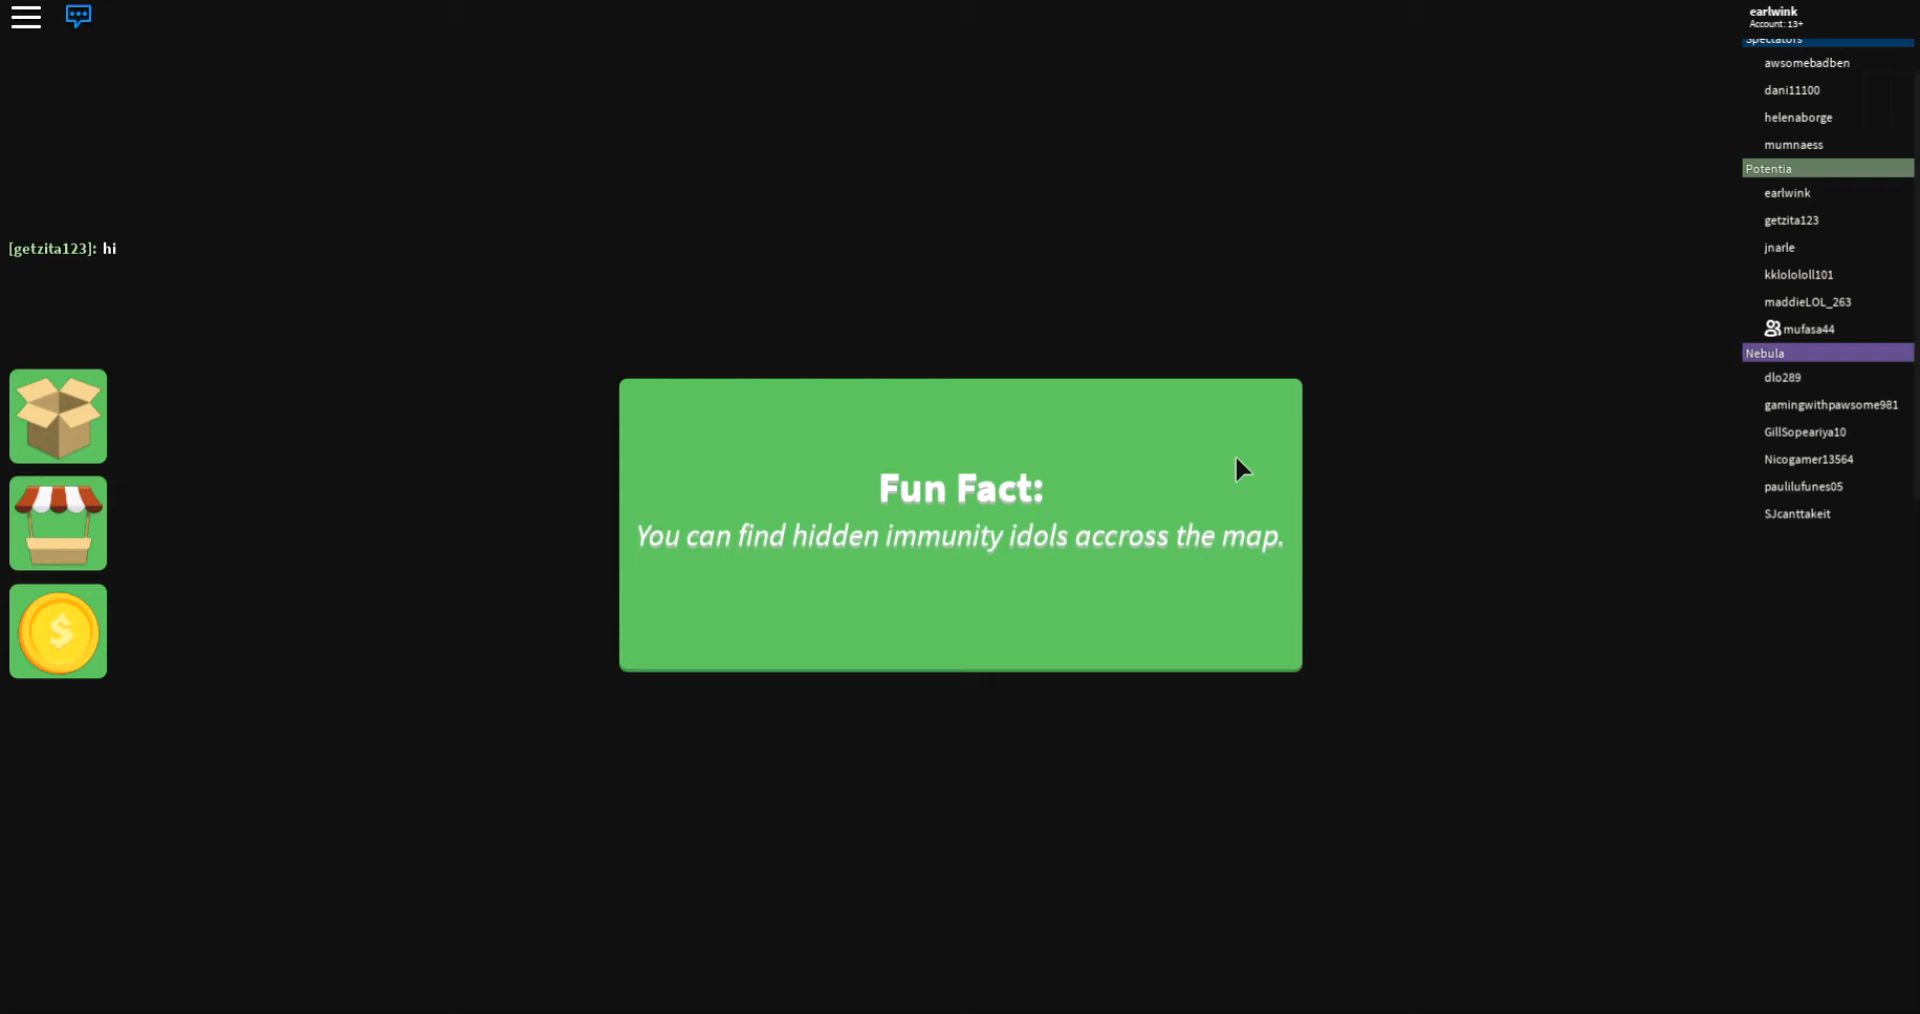 earlwink
Account: 13+
Spectators
awsomebadben
dani11100
helenaborge
mumnaess
Potentia
earlwink
getzita123
jnarle
kklolololl101
maddieLOL_263
mufasa44
Nebula
dlo289
gamingwithpawsome981
GillSopeariya10
Nicogamer13564
paulilufunes05
SJcanttakeit
[getzita123]: hi
Fun Fact:
You can find hidden immunity idols accross the map.
$